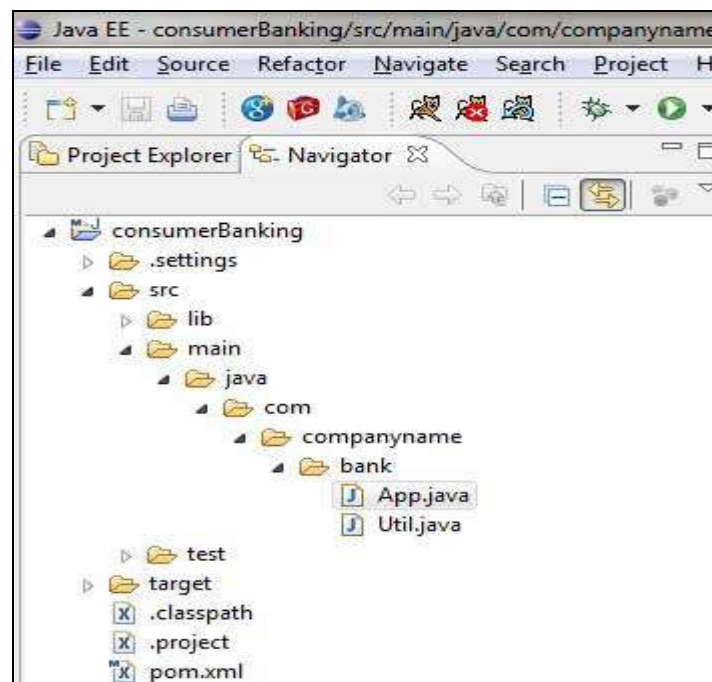 Java EE - consumerBanking/src/main/java/com/companyname
File Edit Source Refactor Navigate Search Project H
Project Explorer Navigator
consumerBanking
.settings
src
lib
main
java
com
companyname
bank
App.java
Util.java
test
target
.classpath
.project
pom.xml